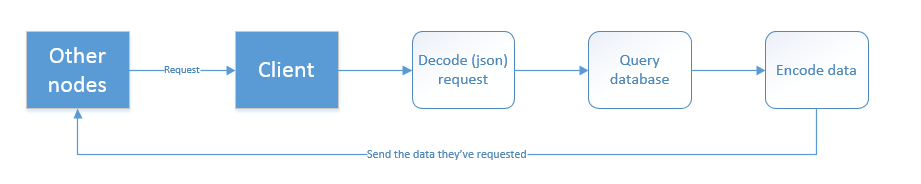 Other
nodes
Request
Client
Decode (json)
request
Query
database
Encode data
Send the data they've requested